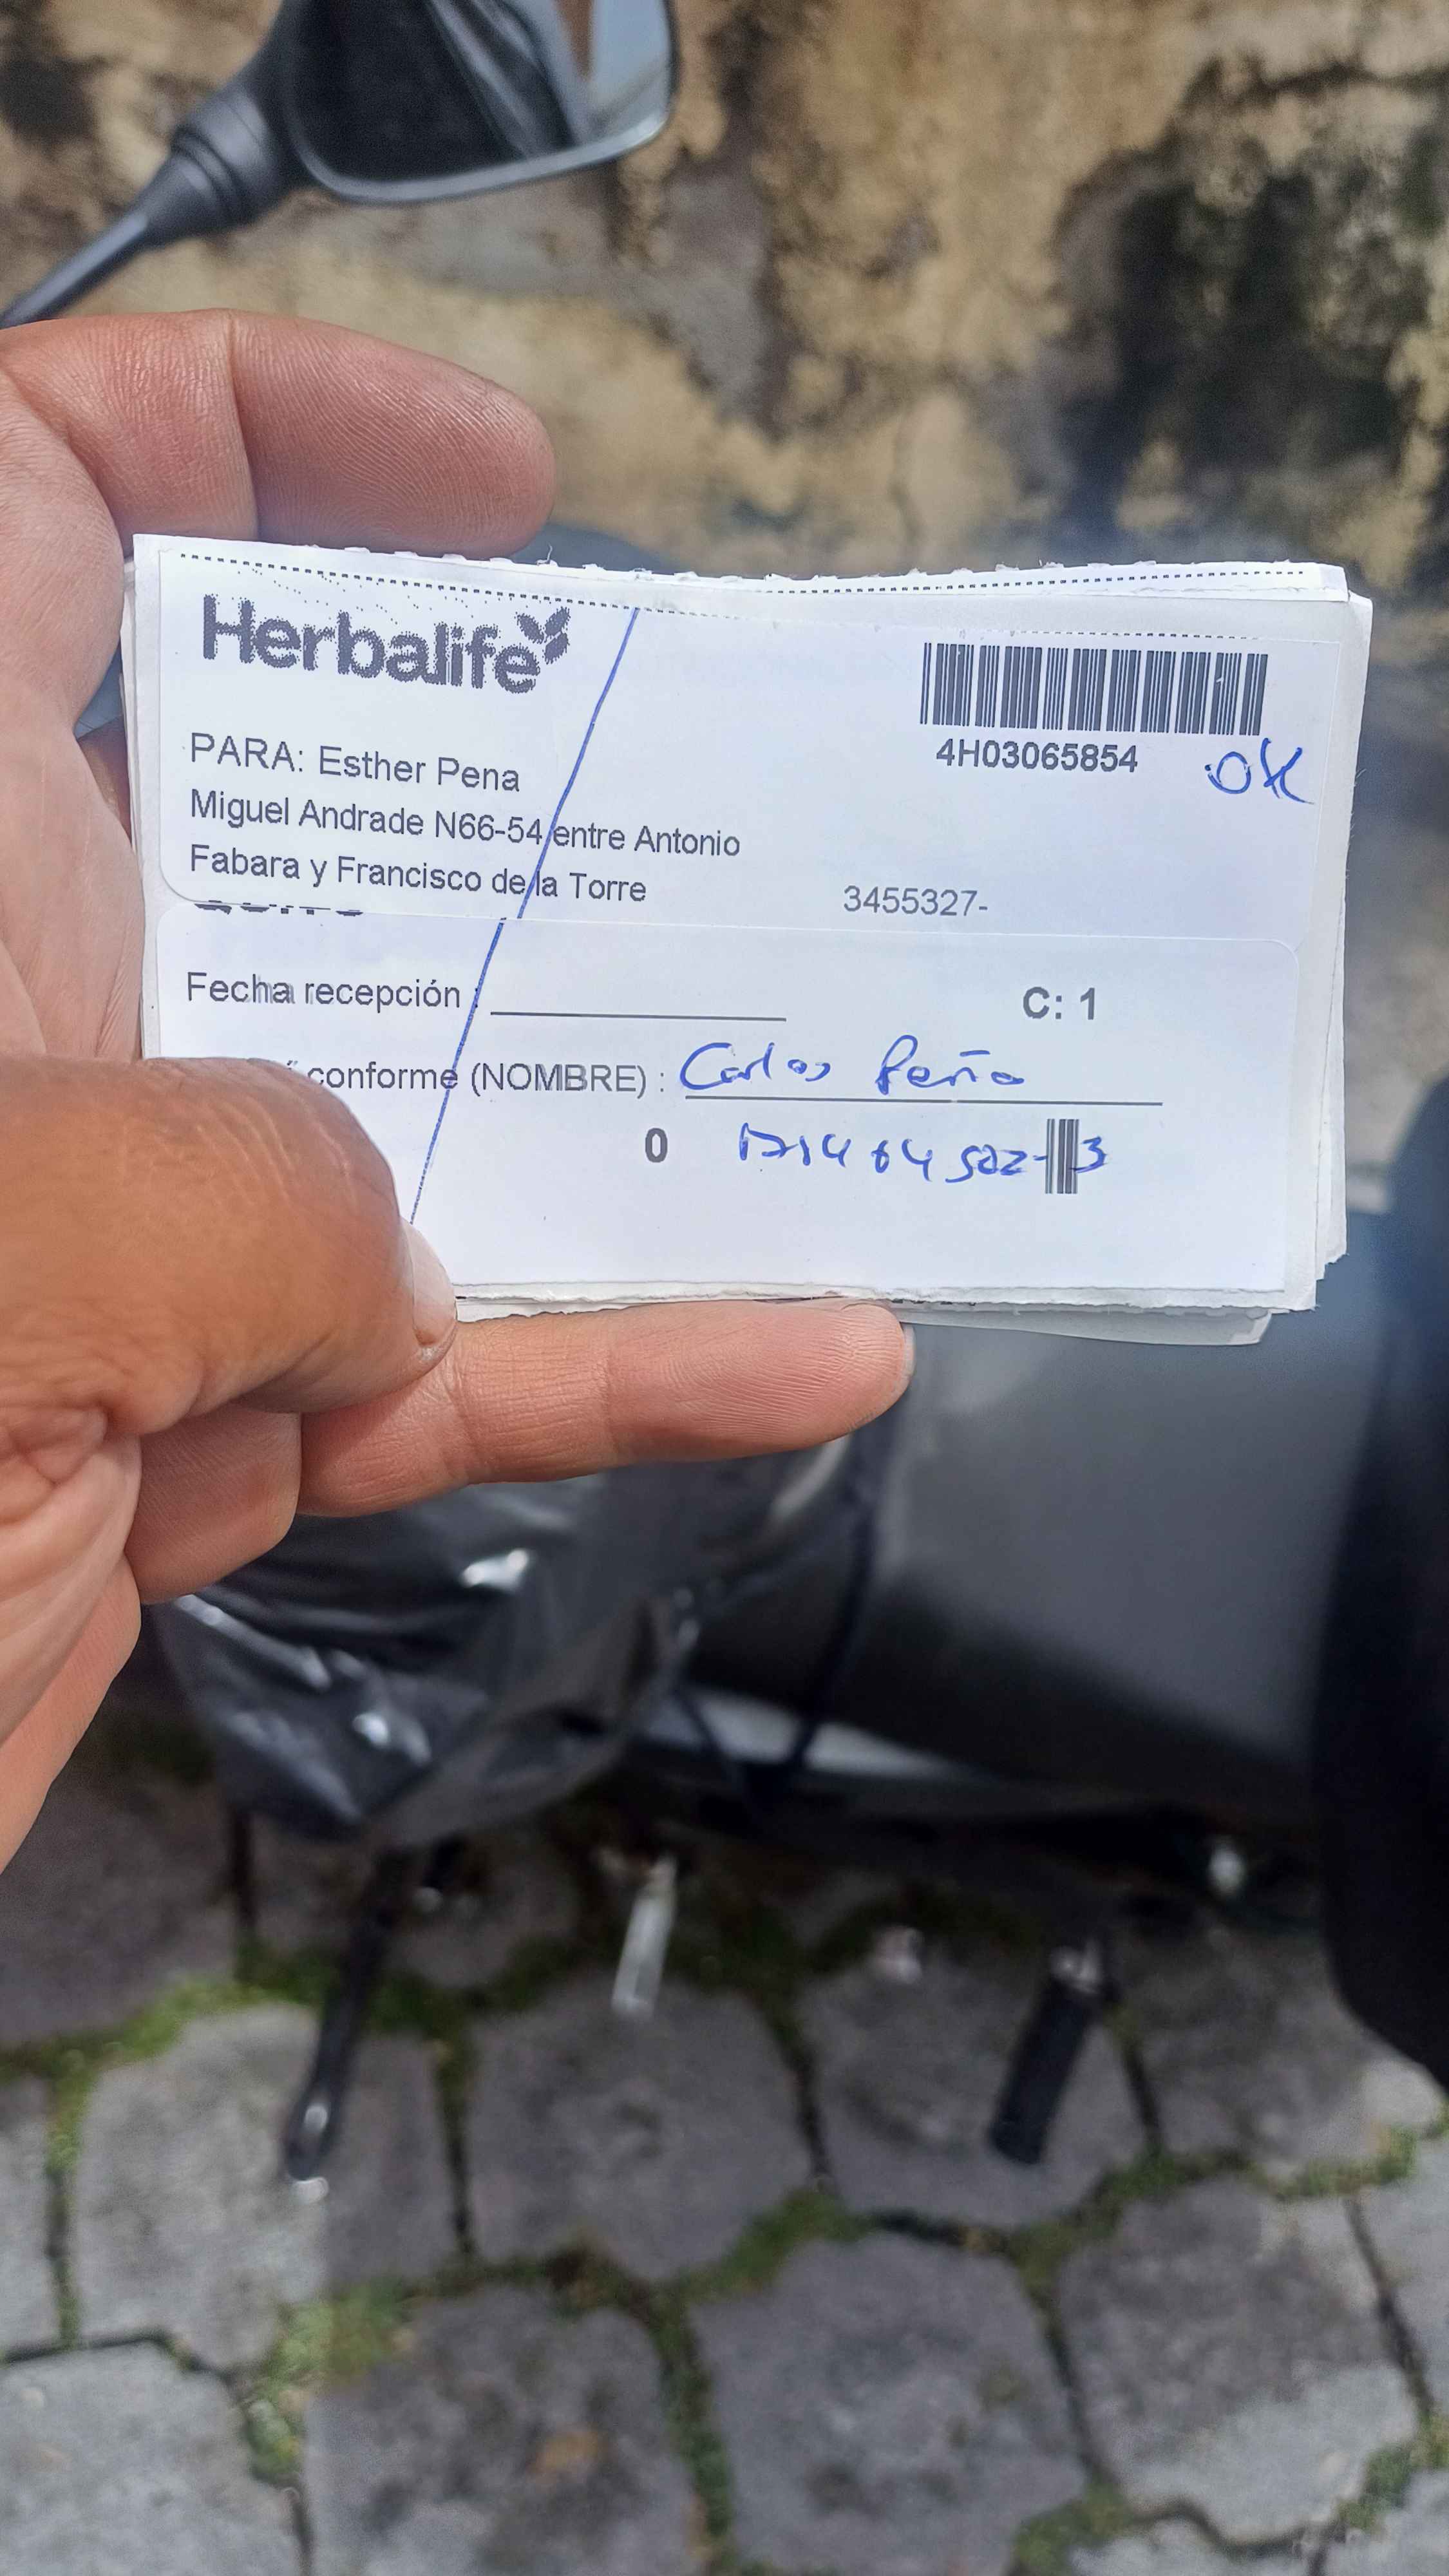 Herbalife
4H03065854 OK
PARA: Esther Pena
Miguel Andrade N66-54 entre Antonio
Fabara y Francisco de la Torre
3455327-
Fecha recepción :
C: 1
conforme (NOMBRE) : Carlos Peña
0